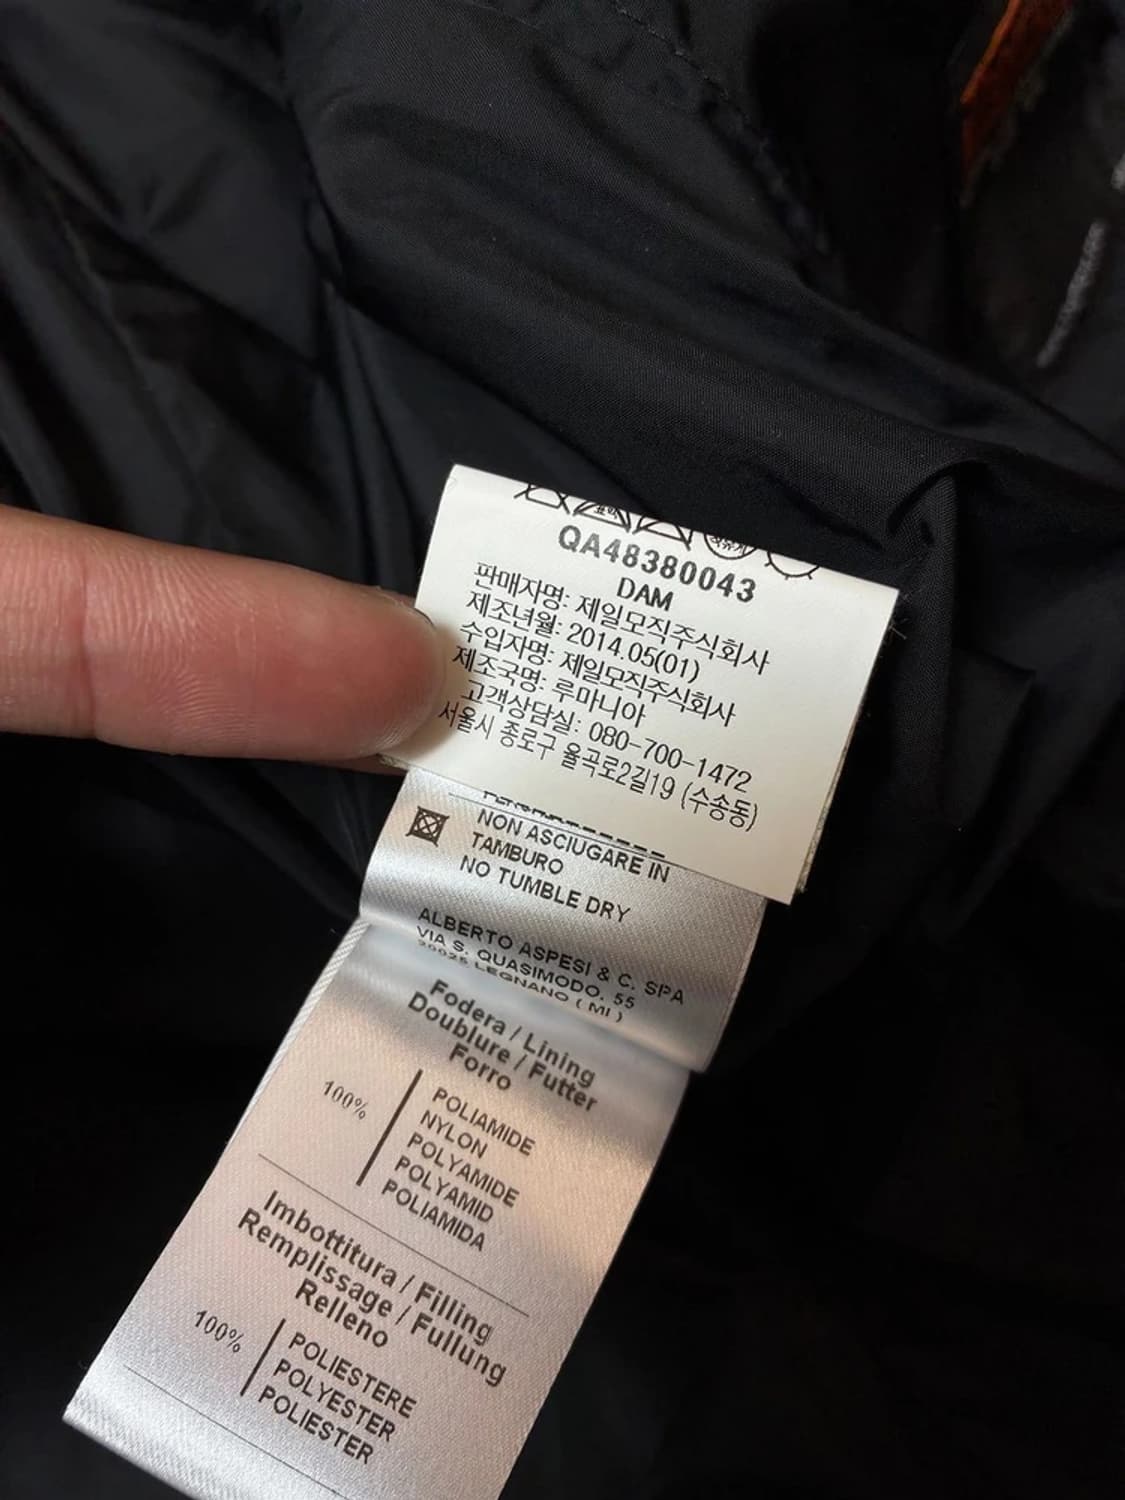 QA48380043
DAM
판매자명: 제일모직주식회사
제조년월: 2014.05(01)
수입자명: 제일모직주식회사
제조국명: 루마니아
고객상담실: 080-700-1472
서울시 종로구 율곡로2길19 (수송동)
NON ASCIUGARE IN
TAMBURO
NO TUMBLE DRY
ALBERTO ASPESI & C. SPA
VIA S. QUASIMODO, 55
20025 LEGNANO ( MI )
Fodera / Lining
Doublure / Futter
Forro
100%
POLIAMIDE
NYLON
POLYAMIDE
POLYAMID
POLIAMIDA
Imbottitura / Filling
Remplissage / Fullung
Relleno
100%
POLIESTERE
POLYESTER
POLIESTER